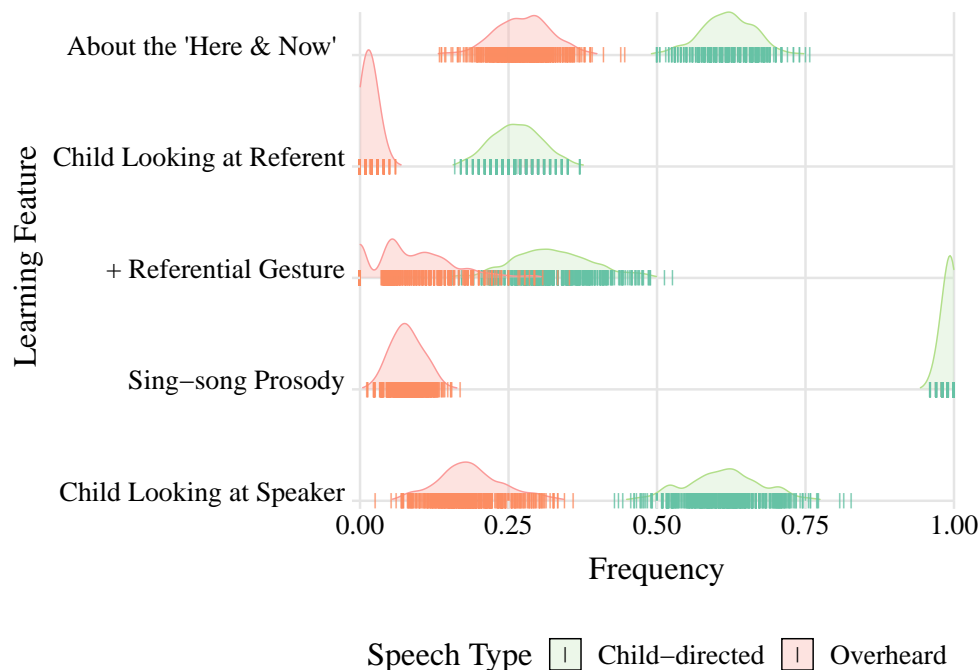 About the 'Here & Now'
Child Looking at Referent
+ Referential Gesture
Sing−song Prosody
Child Looking at Speaker
Learning Feature
0.00 0.25 0.50 0.75 1.00
Frequency
Speech Type Child−directed Overheard